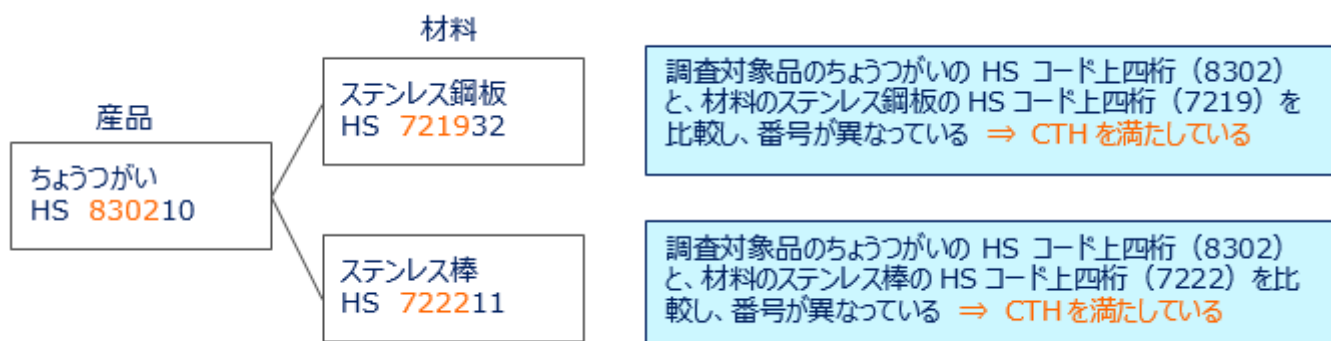 材料
産品
ちょうつがい
HS 830210
ステンレス鋼板
HS 721932
調査対象品のちょうつがいの HS コード上四桁（8302）
と、材料のステンレス鋼板の HS コード上四桁（7219）を
比較し、番号が異なっている ⇒ CTH を満たしている
ステンレス棒
HS 722211
調査対象品のちょうつがいの HS コード上四桁（8302）
と、材料のステンレス棒の HS コード上四桁（7222）を比
較し、番号が異なっている ⇒ CTH を満たしている